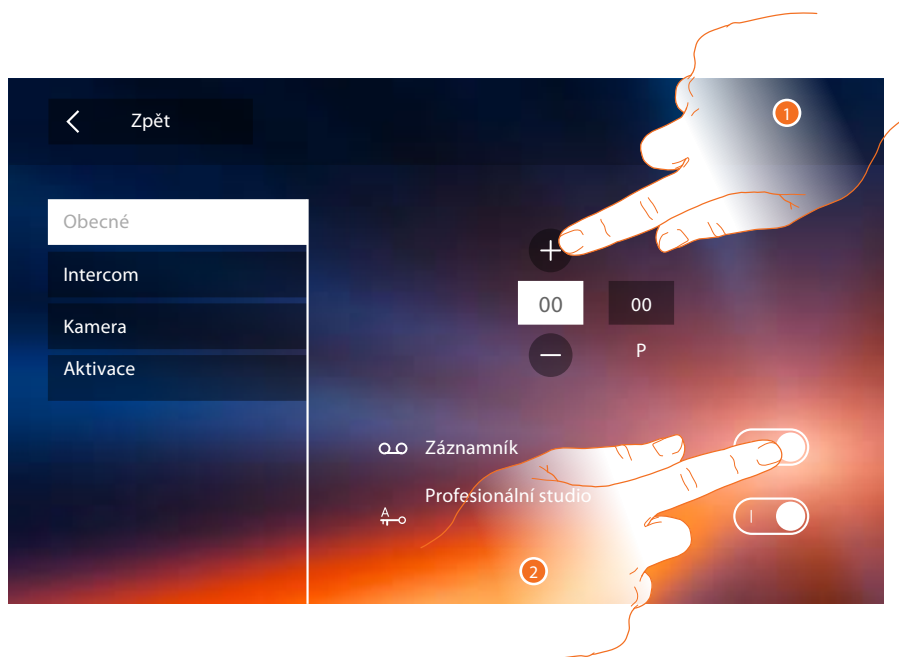 Zpět
1
Obecné
Intercom
Kamera
Aktivace
00 00
P
Záznamník
Profesionální studio
A
2